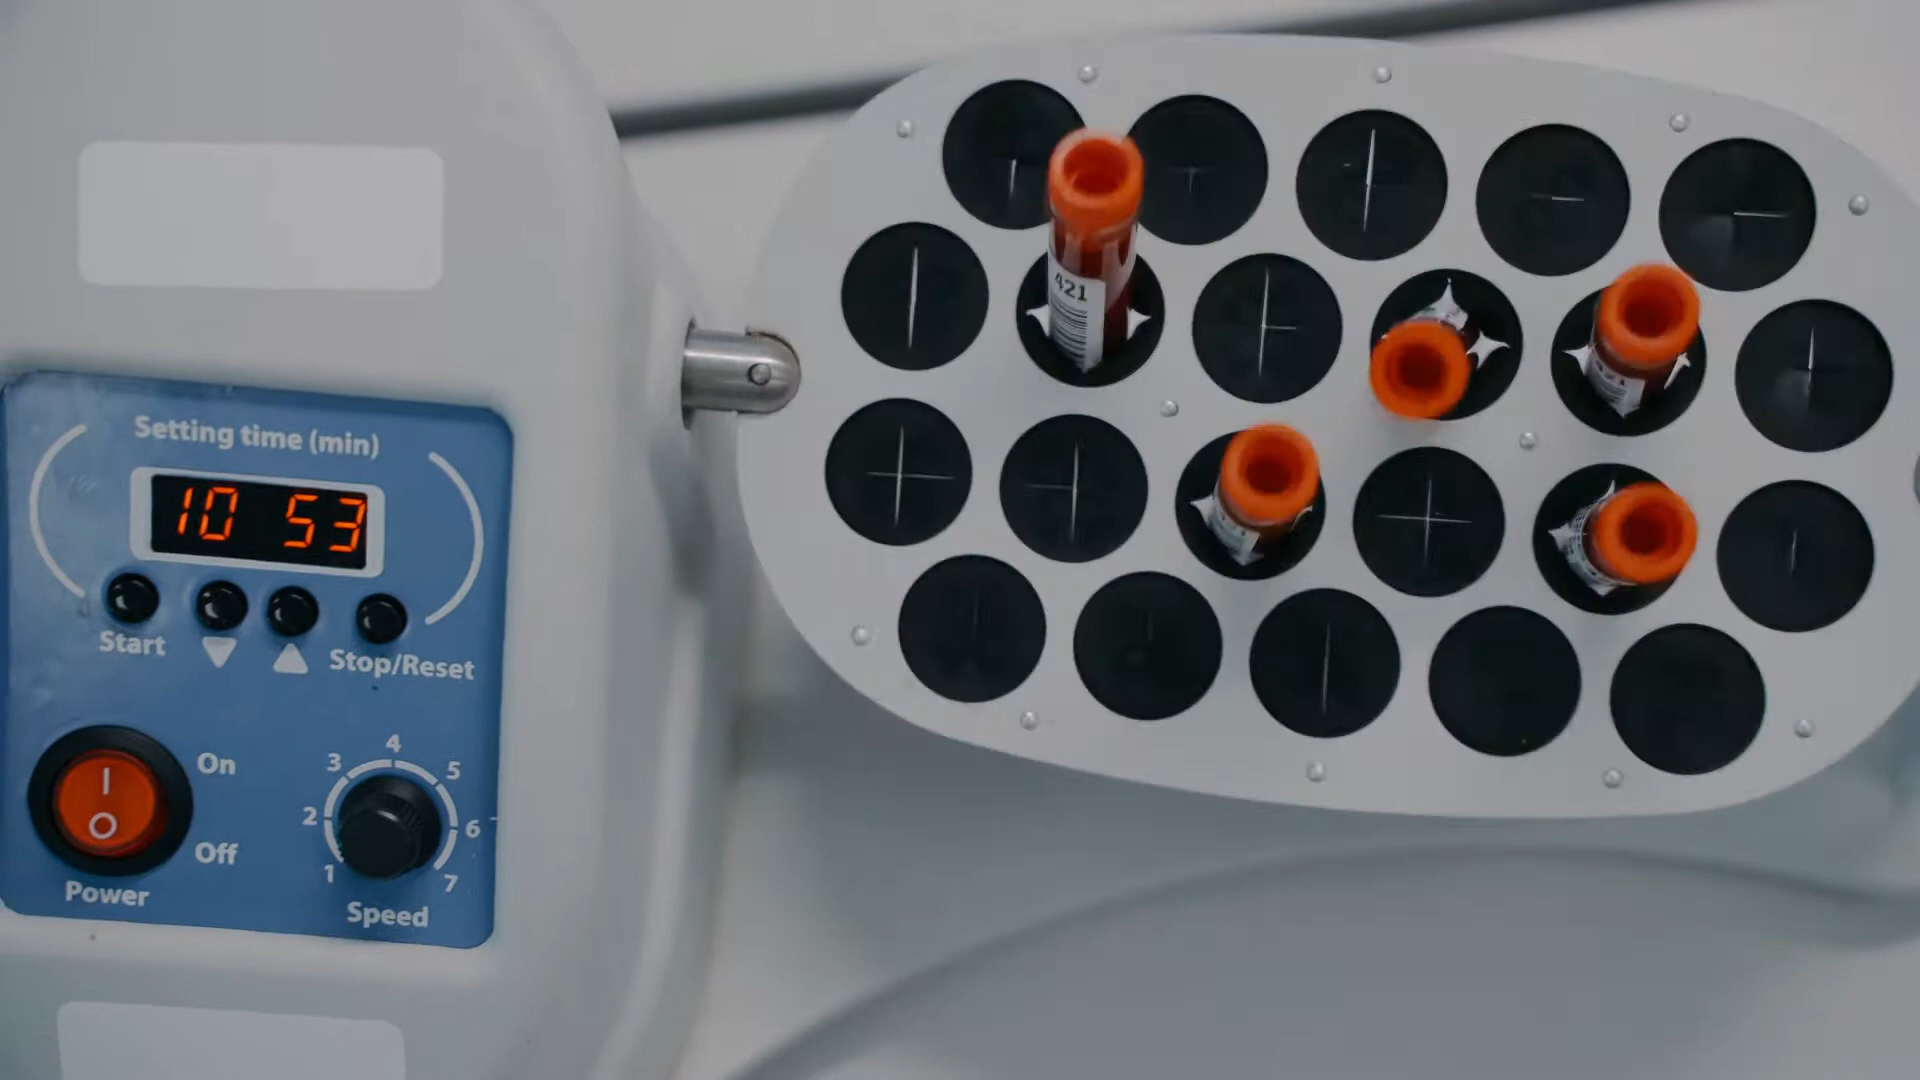 Setting time (min)
10 53
Start
Stop/Reset
On
Off
Power
1 2 3 4 5 6 7
Speed
421